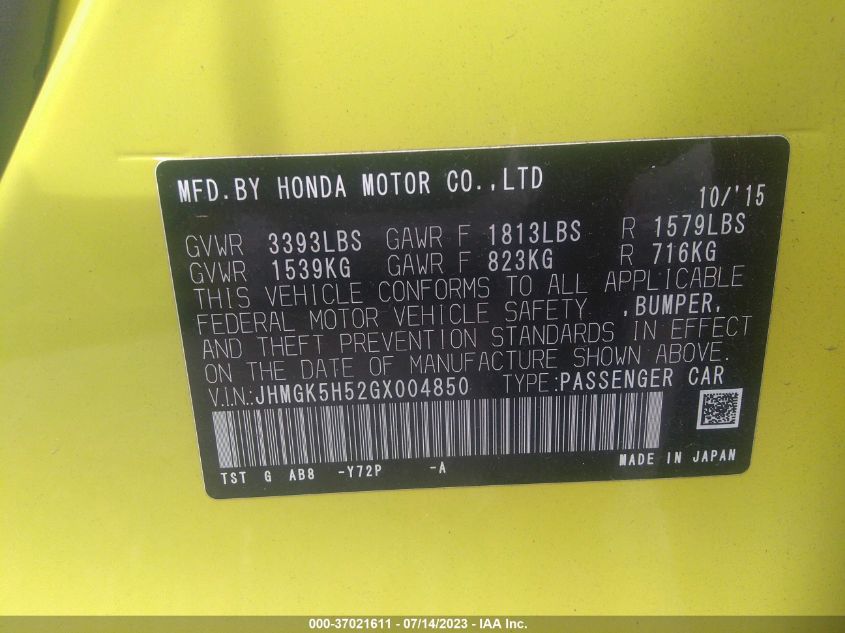 MFD.BY HONDA MOTOR CO.,LTD 10/'15
GVWR 3393LBS GAWR F 1813LBS R 1579LBS
GVWR 1539KG GAWR F 823KG R 716KG
THIS VEHICLE CONFORMS TO ALL APPLICABLE
FEDERAL MOTOR VEHICLE SAFETY ,BUMPER,
AND THEFT PREVENTION STANDARDS IN EFFECT
ON THE DATE OF MANUFACTURE SHOWN ABOVE.
V.I.N:JHMGK5H52GX004850 TYPE:PASSENGER CAR
TST G AB8 -Y72P -A MADE IN JAPAN
000-37021611 - 07/14/2023 - IAA Inc.